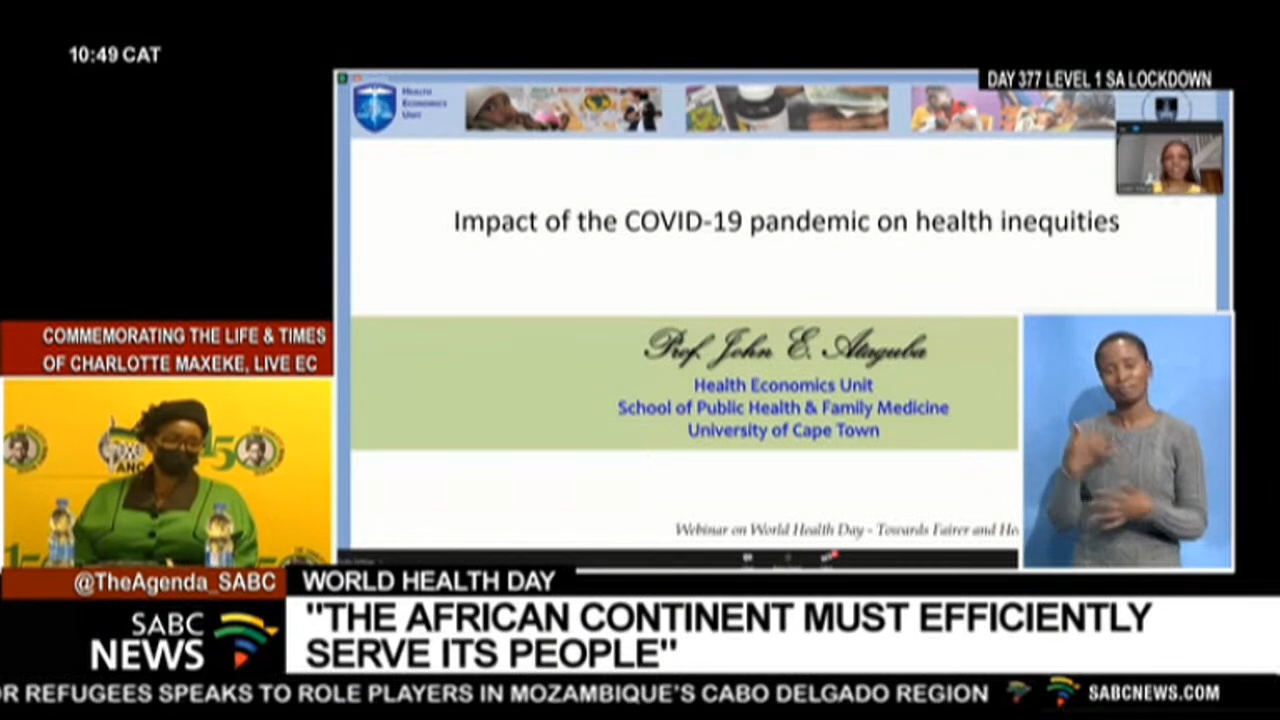 10:49 CAT
DAY 377 LEVEL 1 SA LOCKDOWN
HEALTH
ECONOMICS
UNIT
Impact of the COVID-19 pandemic on health inequities
Prof. John E. Ataguba
Health Economics Unit
School of Public Health & Family Medicine
University of Cape Town
Webinar on World Health Day - Towards Fairer and He
COMMEMORATING THE LIFE & TIMES
OF CHARLOTTE MAXEKE, LIVE EC
ANC
150
@TheAgenda_SABC
WORLD HEALTH DAY
SABC
NEWS
"THE AFRICAN CONTINENT MUST EFFICIENTLY
SERVE ITS PEOPLE"
OR REFUGEES SPEAKS TO ROLE PLAYERS IN MOZAMBIQUE'S CABO DELGADO REGION
SABCNEWS.COM